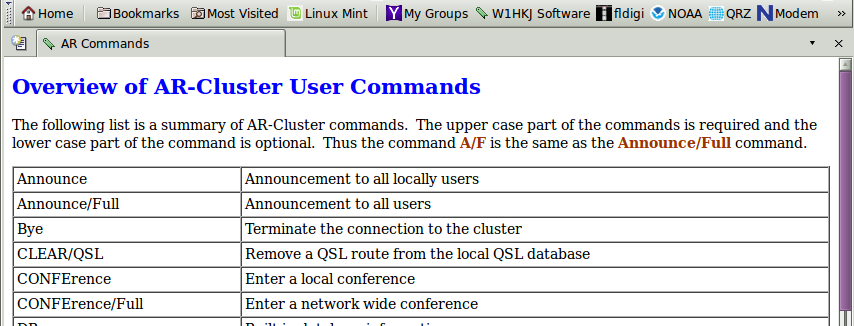 Home Bookmarks Most Visited Linux Mint My Groups W1HKJ Software fldigi NOAA QRZ Modem »
AR Commands
Overview of AR-Cluster User Commands
The following list is a summary of AR-Cluster commands. The upper case part of the commands is required and the
lower case part of the command is optional. Thus the command A/F is the same as the Announce/Full command.
Announce Announcement to all locally users
Announce/Full Announcement to all users
Bye Terminate the connection to the cluster
CLEAR/QSL Remove a QSL route from the local QSL database
CONFErence Enter a local conference
CONFErence/Full Enter a network wide conference